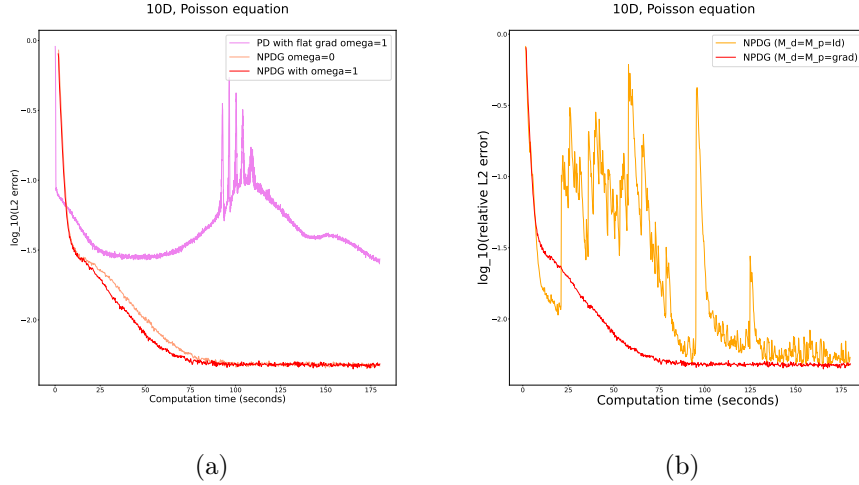 10D, Poisson equation
PD with flat grad omega=1
NPDG omega=0
NPDG with omega=1
0.0
−0.5
−1.0
−1.5
−2.0
log_10(L2 error)
0 25 50 75 100 125 150 175
Computation time (seconds)
(a)
10D, Poisson equation
NPDG (M_d=M_p=Id)
NPDG (M_d=M_p=grad)
0.0
−0.5
−1.0
−1.5
−2.0
log_10(relative L2 error)
0 25 50 75 100 125 150 175
Computation time (seconds)
(b)